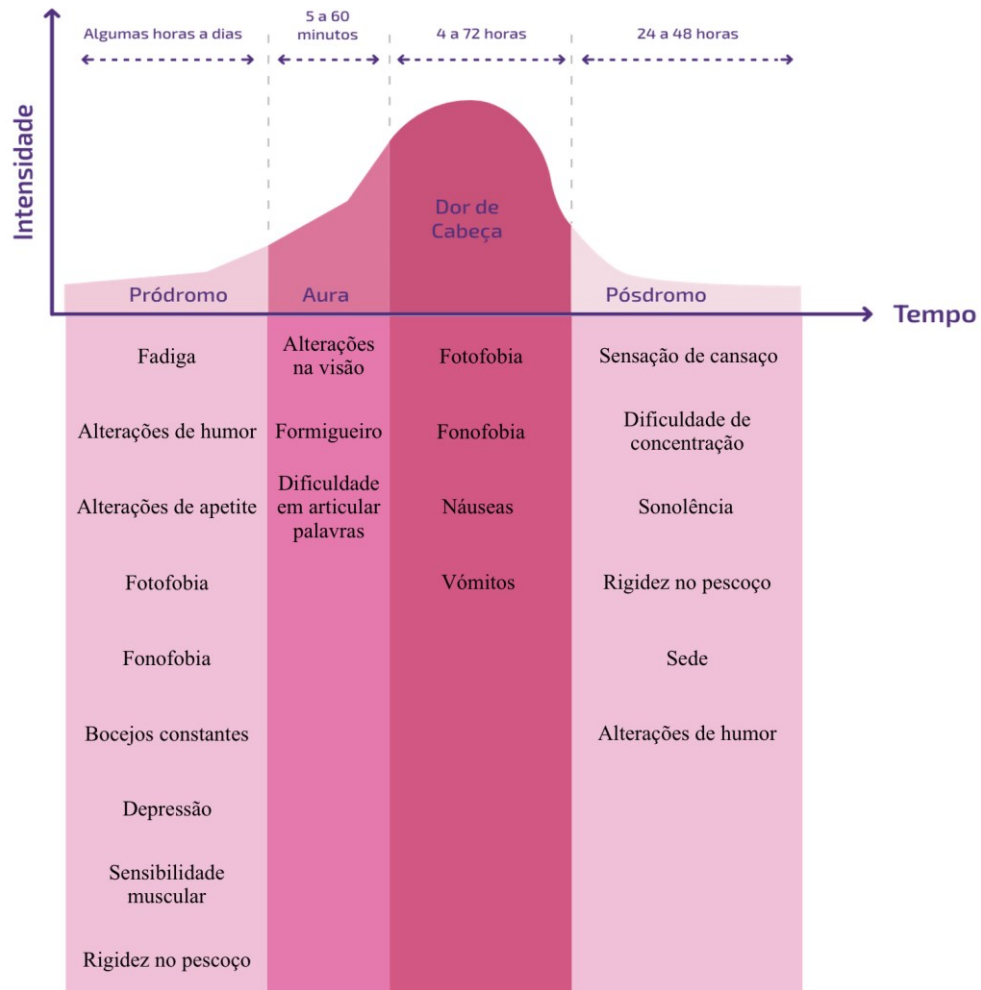 Algumas horas a dias
5 a 60
minutos
4 a 72 horas
24 a 48 horas
Intensidade
Dor de
Cabeça
Pródromo
Aura
Pósdromo
Tempo
Fadiga
Alterações de humor
Alterações de apetite
Fotofobia
Fonofobia
Bocejos constantes
Depressão
Sensibilidade
muscular
Rigidez no pescoço
Alterações
na visão
Formigueiro
Dificuldade
em articular
palavras
Fotofobia
Fonofobia
Náuseas
Vómitos
Sensação de cansaço
Dificuldade de
concentração
Sonolência
Rigidez no pescoço
Sede
Alterações de humor